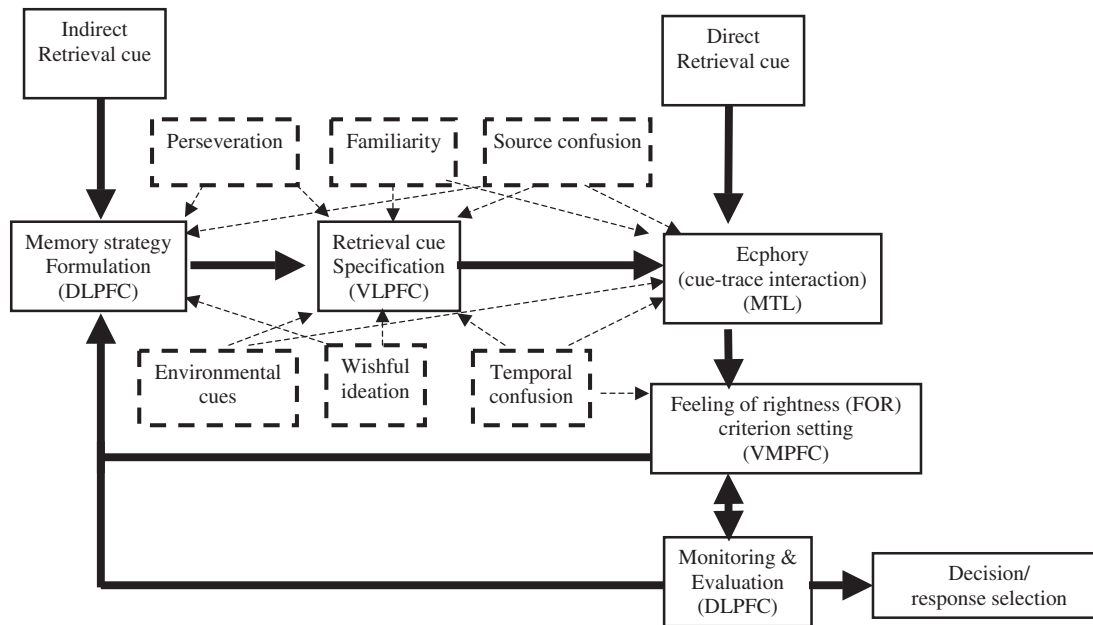 Indirect
Retrieval cue
Direct
Retrieval cue
Perseveration
Familiarity
Source confusion
Memory strategy
Formulation
(DLPFC)
Retrieval cue
Specification
(VLPFC)
Ecphory
(cue-trace interaction)
(MTL)
Environmental
cues
Wishful
ideation
Temporal
confusion
Feeling of rightness (FOR)
criterion setting
(VMPFC)
Monitoring &
Evaluation
(DLPFC)
Decision/
response selection